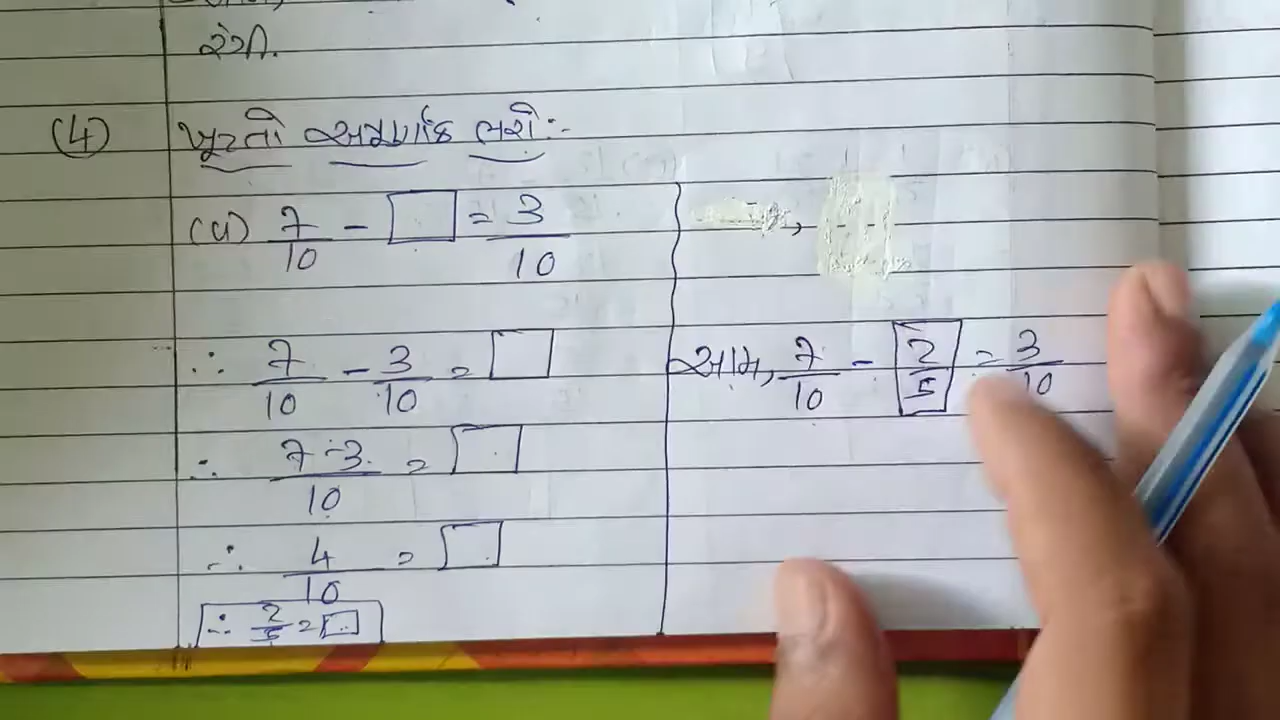 રંગ.
(4) ખૂટતો અપૂર્ણાંક ભરો:-
(a) 7/10 - □ = 3/10
∴ 7/10 - 3/10 = □
∴ 7-3/10 = □
∴ 4/10 = □
∴ 2/5 = □
આમ, 7/10 - 2/5 = 3/10